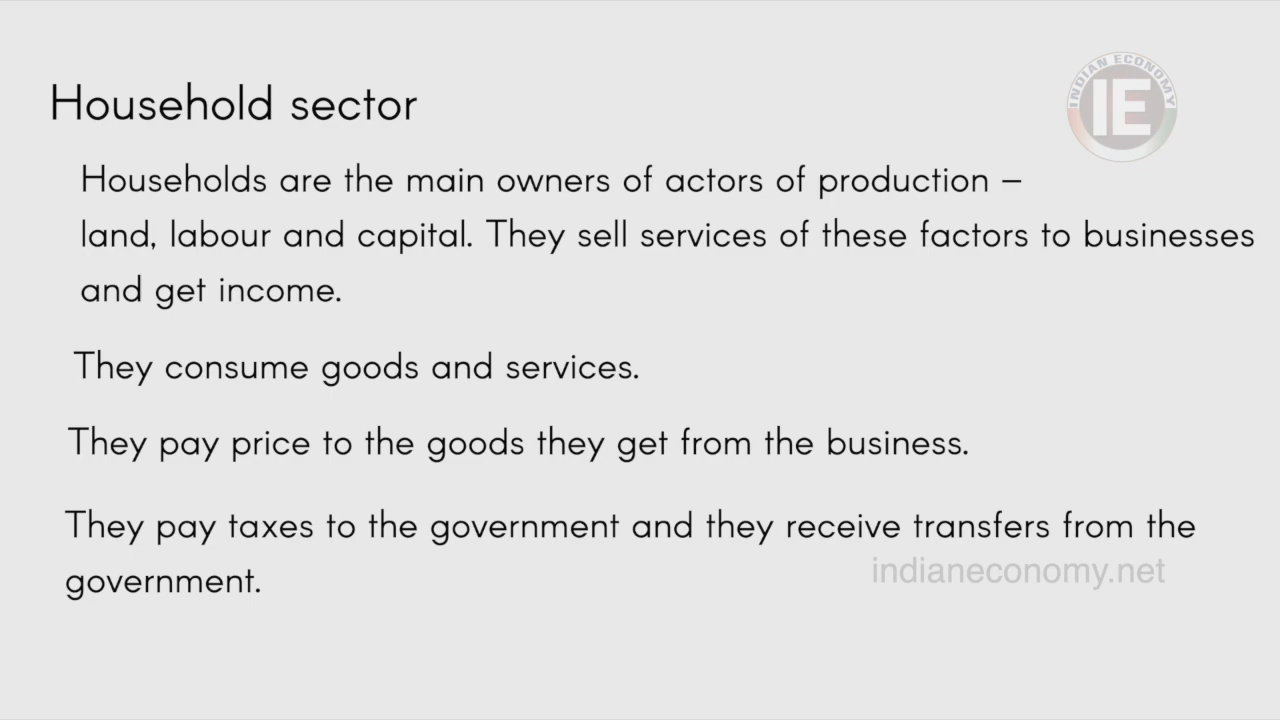 INDIAN ECONOMY
IE
Household sector
Households are the main owners of actors of production –
land, labour and capital. They sell services of these factors to businesses
and get income.
They consume goods and services.
They pay price to the goods they get from the business.
They pay taxes to the government and they receive transfers from the
government.
indianeconomy.net